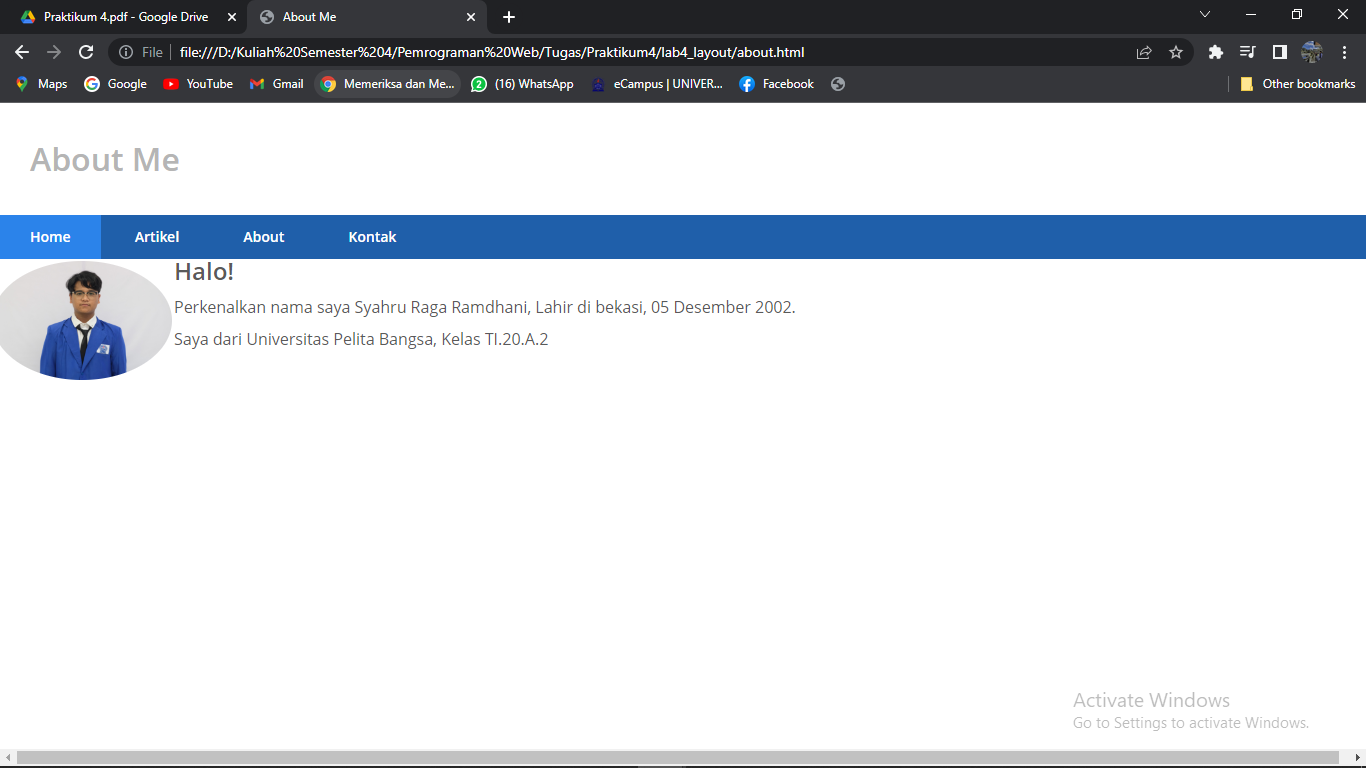 Praktikum 4.pdf - Google Drive
About Me
File
file:///D:/Kuliah%20Semester%204/Pemrograman%20Web/Tugas/Praktikum4/lab4_layout/about.html
Maps
Google
YouTube
Gmail
Memeriksa dan Me...
2
(16) WhatsApp
eCampus | UNIVER...
Facebook
Other bookmarks
About Me
Home
Artikel
About
Kontak
Halo!
Perkenalkan nama saya Syahru Raga Ramdhani, Lahir di bekasi, 05 Desember 2002.
Saya dari Universitas Pelita Bangsa, Kelas TI.20.A.2
Activate Windows
Go to Settings to activate Windows.